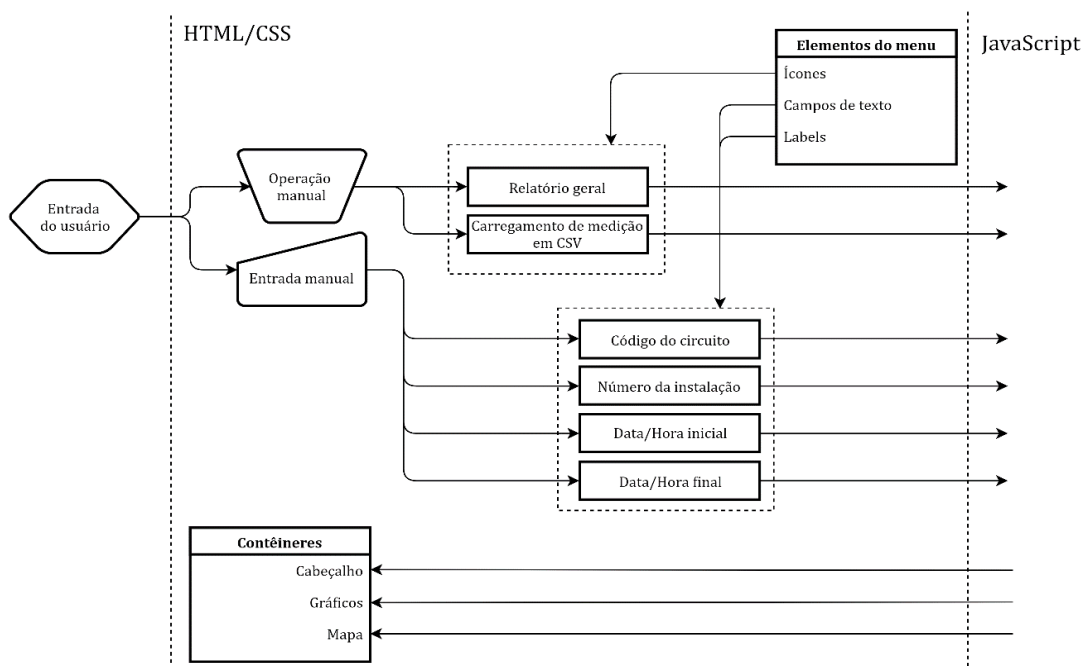 HTML/CSS
JavaScript
Elementos do menu
Ícones
Campos de texto
Labels
Entrada
do usuário
Operação
manual
Entrada manual
Relatório geral
Carregamento de medição
em CSV
Código do circuito
Número da instalação
Data/Hora inicial
Data/Hora final
Contêineres
Cabeçalho
Gráficos
Mapa